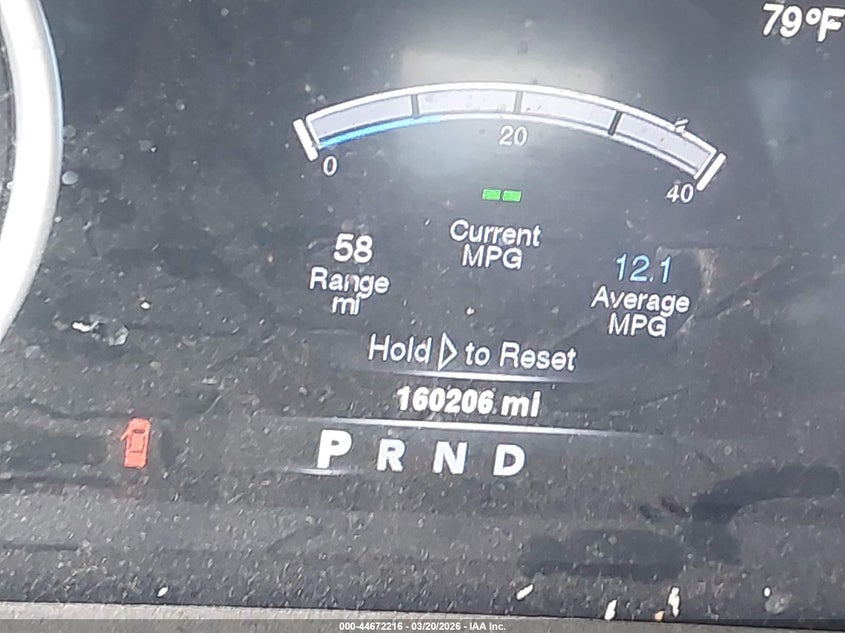 79°F
0
20
40
Current
MPG
58
Range
mi
12.1
Average
MPG
Hold ▷ to Reset
160206 mi
P R N D
000-44672216 - 03/20/2026 - IAA Inc.